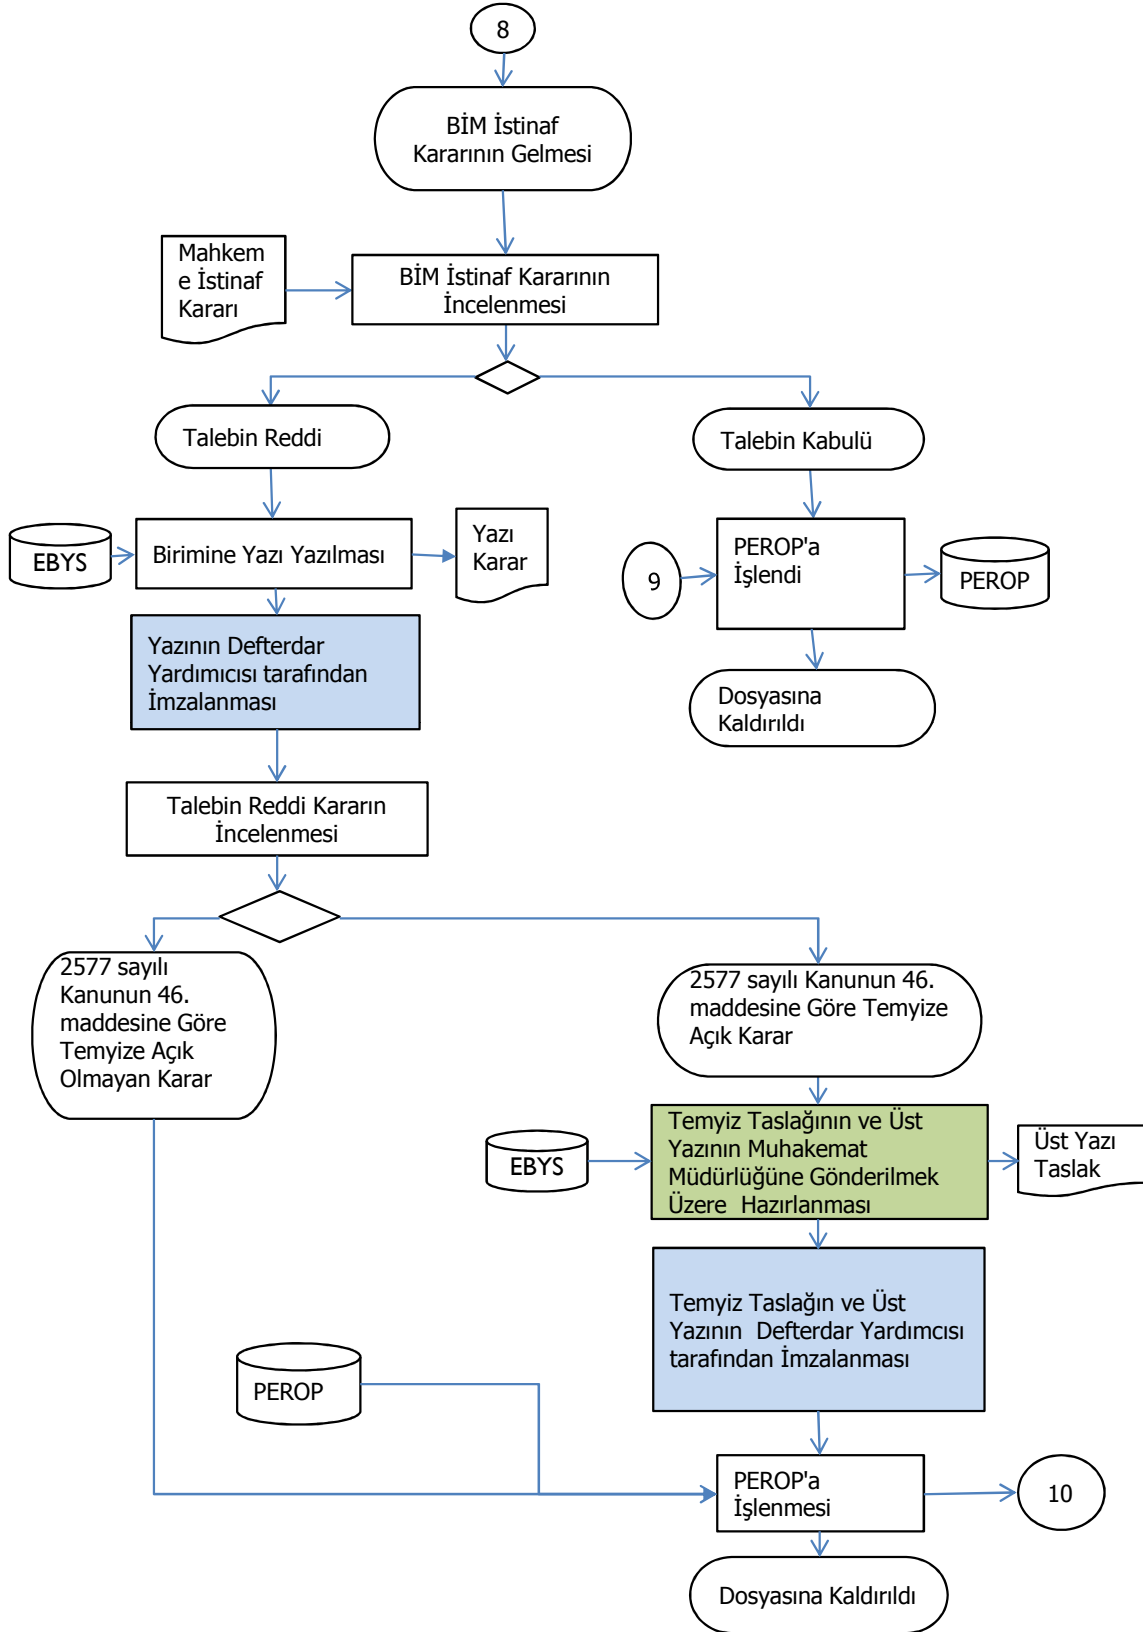 8
BİM İstinaf
Kararının Gelmesi
Mahkem
e İstinaf
Kararı
BİM İstinaf Kararının
İncelenmesi
Talebin Reddi
Talebin Kabulü
EBYS
Birimine Yazı Yazılması
Yazı
Karar
9
PEROP'a
İşlendi
PEROP
Yazının Defterdar
Yardımıcısı tarafından
İmzalanması
Dosyasına
Kaldırıldı
Talebin Reddi Kararın
İncelenmesi
2577 sayılı
Kanunun 46.
maddesine Göre
Temyize Açık
Olmayan Karar
2577 sayılı Kanunun 46.
maddesine Göre Temyize
Açık Karar
EBYS
Temyiz Taslağının ve Üst
Yazının Muhakemat
Müdürlüğüne Gönderilmek
Üzere Hazırlanması
Üst Yazı
Taslak
Temyiz Taslağın ve Üst
Yazının Defterdar Yardımcısı
tarafından İmzalanması
PEROP
PEROP'a
İşlenmesi
10
Dosyasına Kaldırıldı